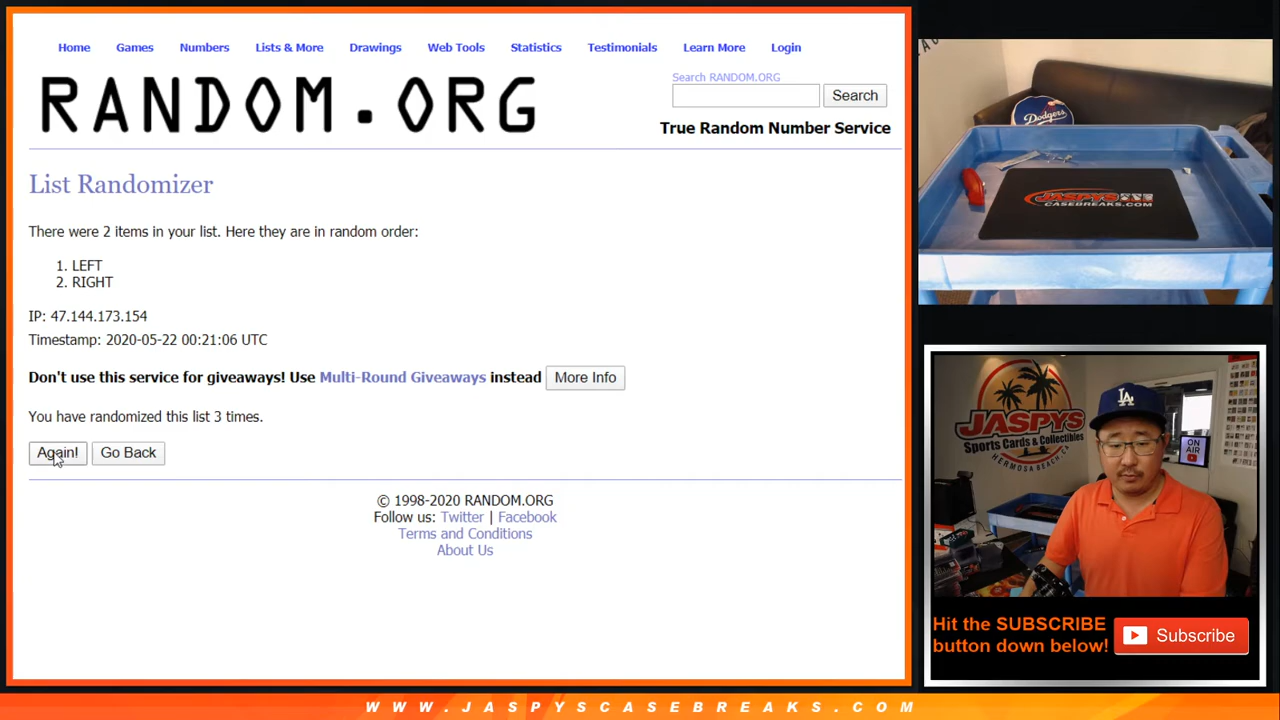 Home Games Numbers Lists & More Drawings Web Tools Statistics Testimonials Learn More Login
RANDOM.ORG
Search RANDOM.ORG
Search
True Random Number Service
List Randomizer
There were 2 items in your list. Here they are in random order:
1. LEFT
2. RIGHT
IP: 47.144.173.154
Timestamp: 2020-05-22 00:21:06 UTC
Don't use this service for giveaways! Use Multi-Round Giveaways instead More Info
You have randomized this list 3 times.
Again! Go Back
© 1998-2020 RANDOM.ORG
Follow us: Twitter | Facebook
Terms and Conditions
About Us
Dodgers
JASPYS
CASEBREAKS.COM
JASPYS
Sports Cards & Collectibles
HERMOSA BEACH, CA
LA
ON
AIR
Hit the SUBSCRIBE
button down below!
Subscribe
WWW.JASPYSCASEBREAKS.COM